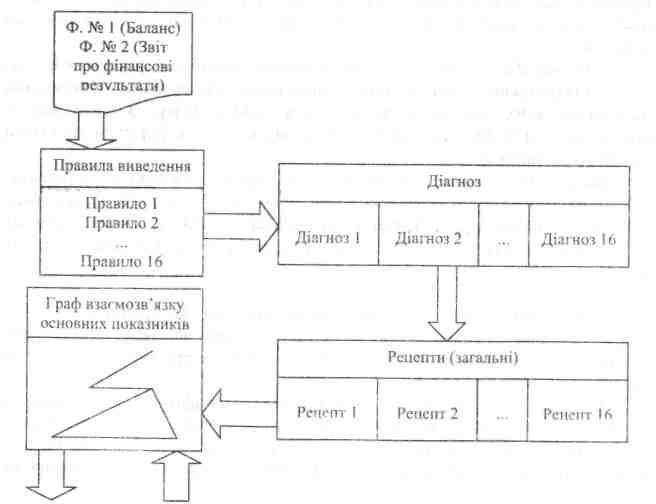 Ф. № 1 (Баланс)
Ф. № 2 (Звіт
про фінансові
результати)
Правила виведення
Правило 1
Правило 2
...
Правило 16
Діагноз
Діагноз 1
Діагноз 2
...
Діагноз 16
Граф взаємозв’язку
основних показників
Рецепти (загальні)
Рецепт 1
Рецепт 2
...
Рецепт 16